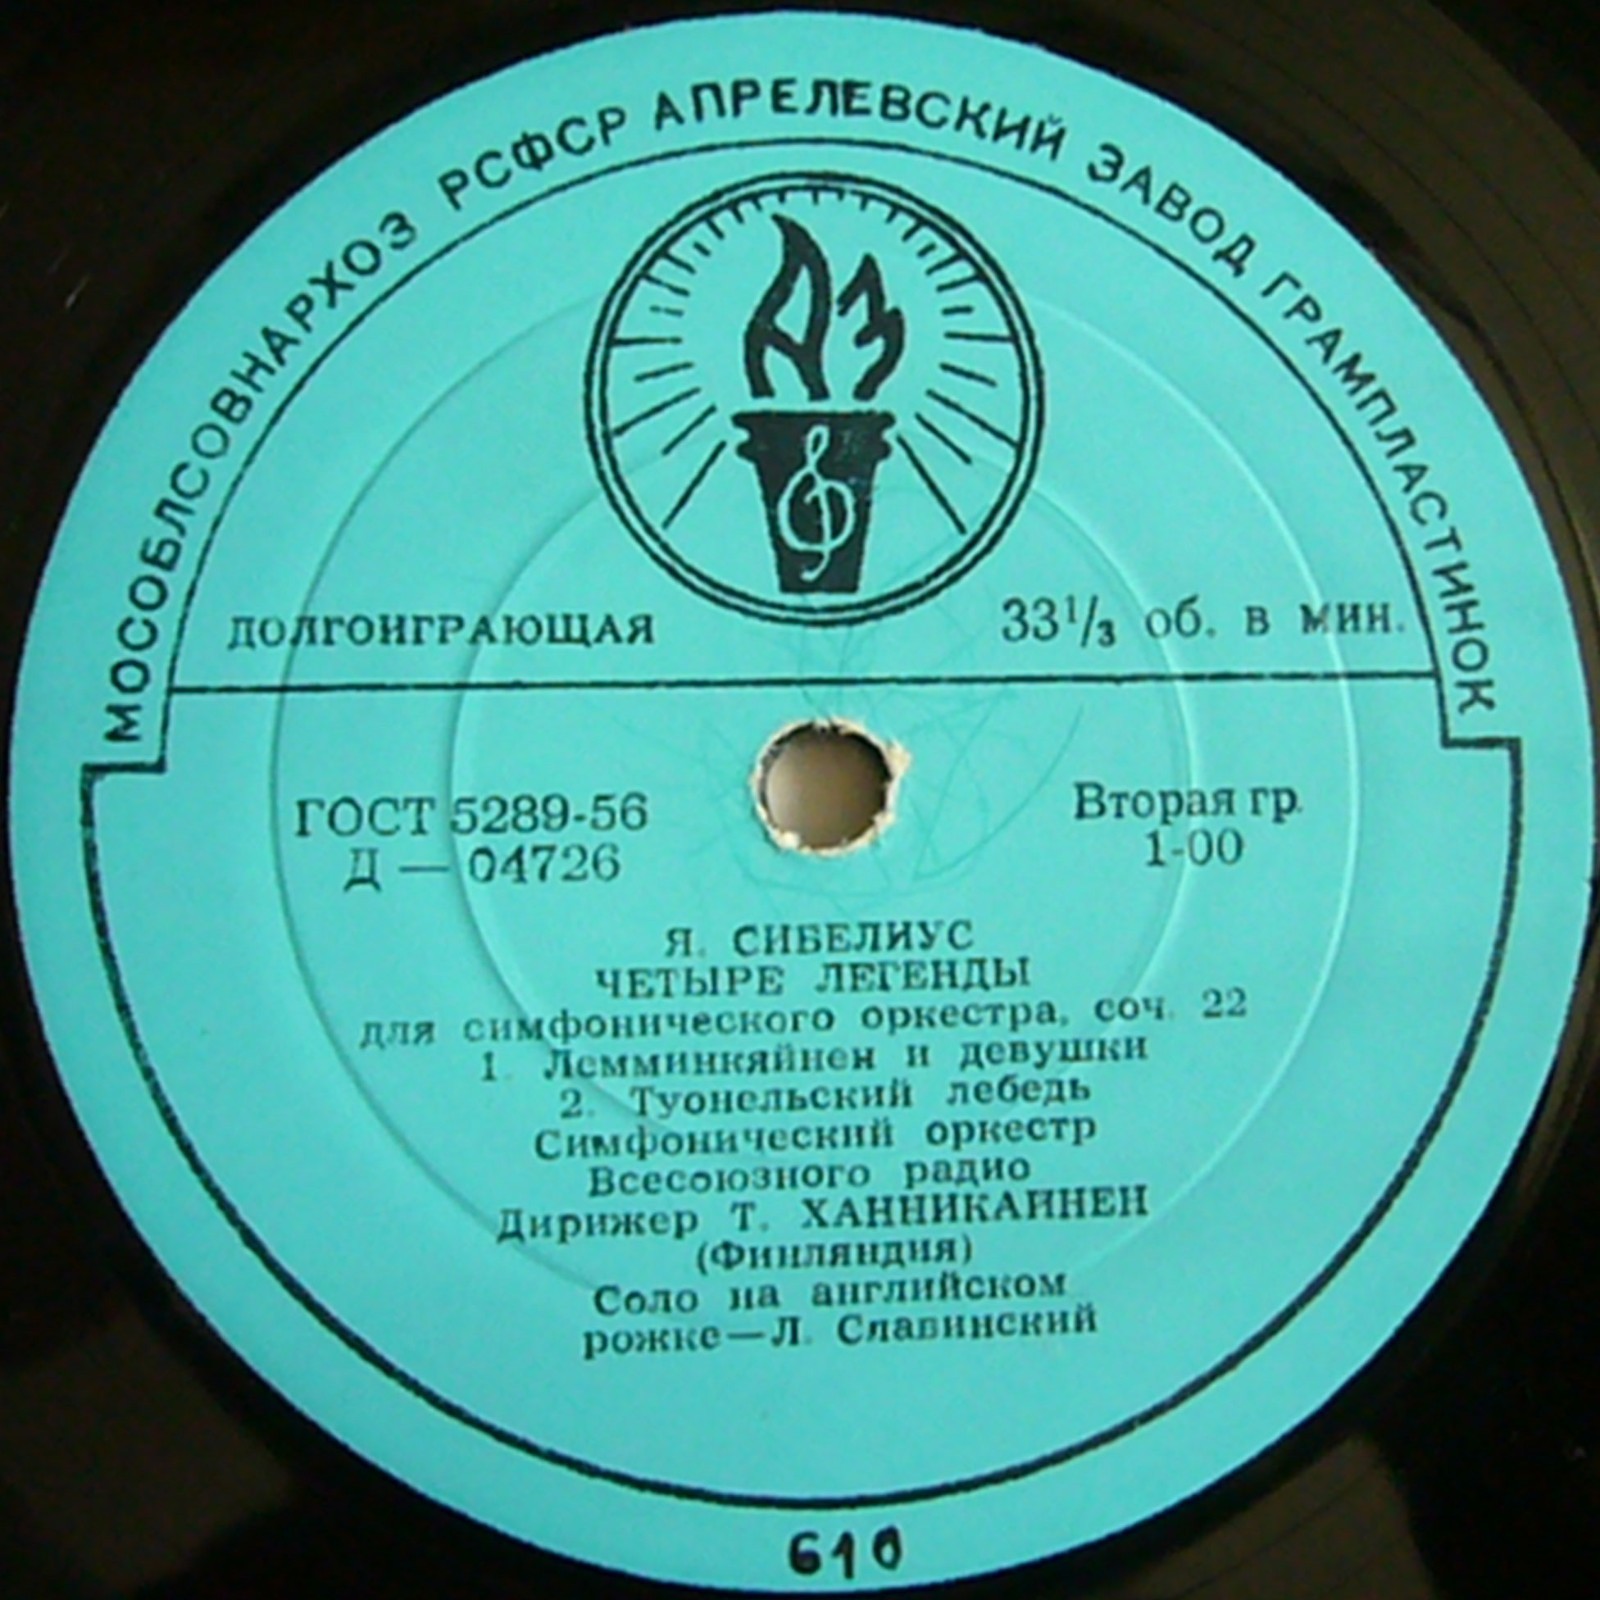 МОСОБЛСОВНАРХОЗ РСФСР АПРЕЛЕВСКИЙ ЗАВОД ГРАМПЛАСТИНОК
АЗ
ДОЛГОИГРАЮЩАЯ
33 1/3 об. в мин.
ГОСТ 5289-56
Д — 04726
Вторая гр.
1-00
Я. СИБЕЛИУС
ЧЕТЫРЕ ЛЕГЕНДЫ
для симфонического оркестра, соч. 22
1. Лемминкяйнен и девушки
2. Туонельский лебедь
Симфонический оркестр
Всесоюзного радио
Дирижер Т. ХАННИКАЙНЕН
(Финляндия)
Соло на английском
рожке—Л. Славинский
610